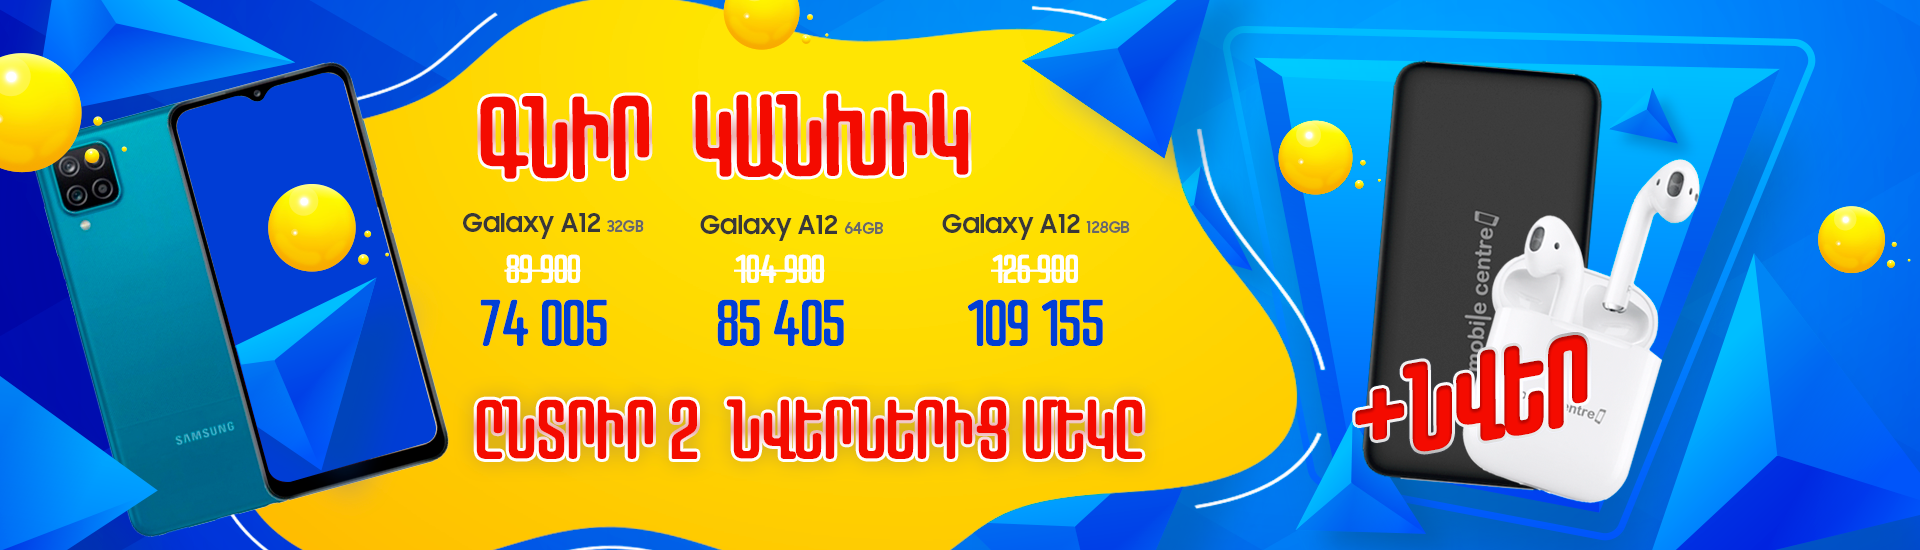 ԳՆԻՐ ԿԱՆԽԻԿ
Galaxy A12 32GB
89 900
74 005
Galaxy A12 64GB
104 900
85 405
Galaxy A12 128GB
126 900
109 155
ԸՆՏՐԻՐ 2 ՆՎԵՐՆԵՐԻՑ ՄԵԿԸ
SAMSUNG
mobile centre
+ՆՎԵՐ